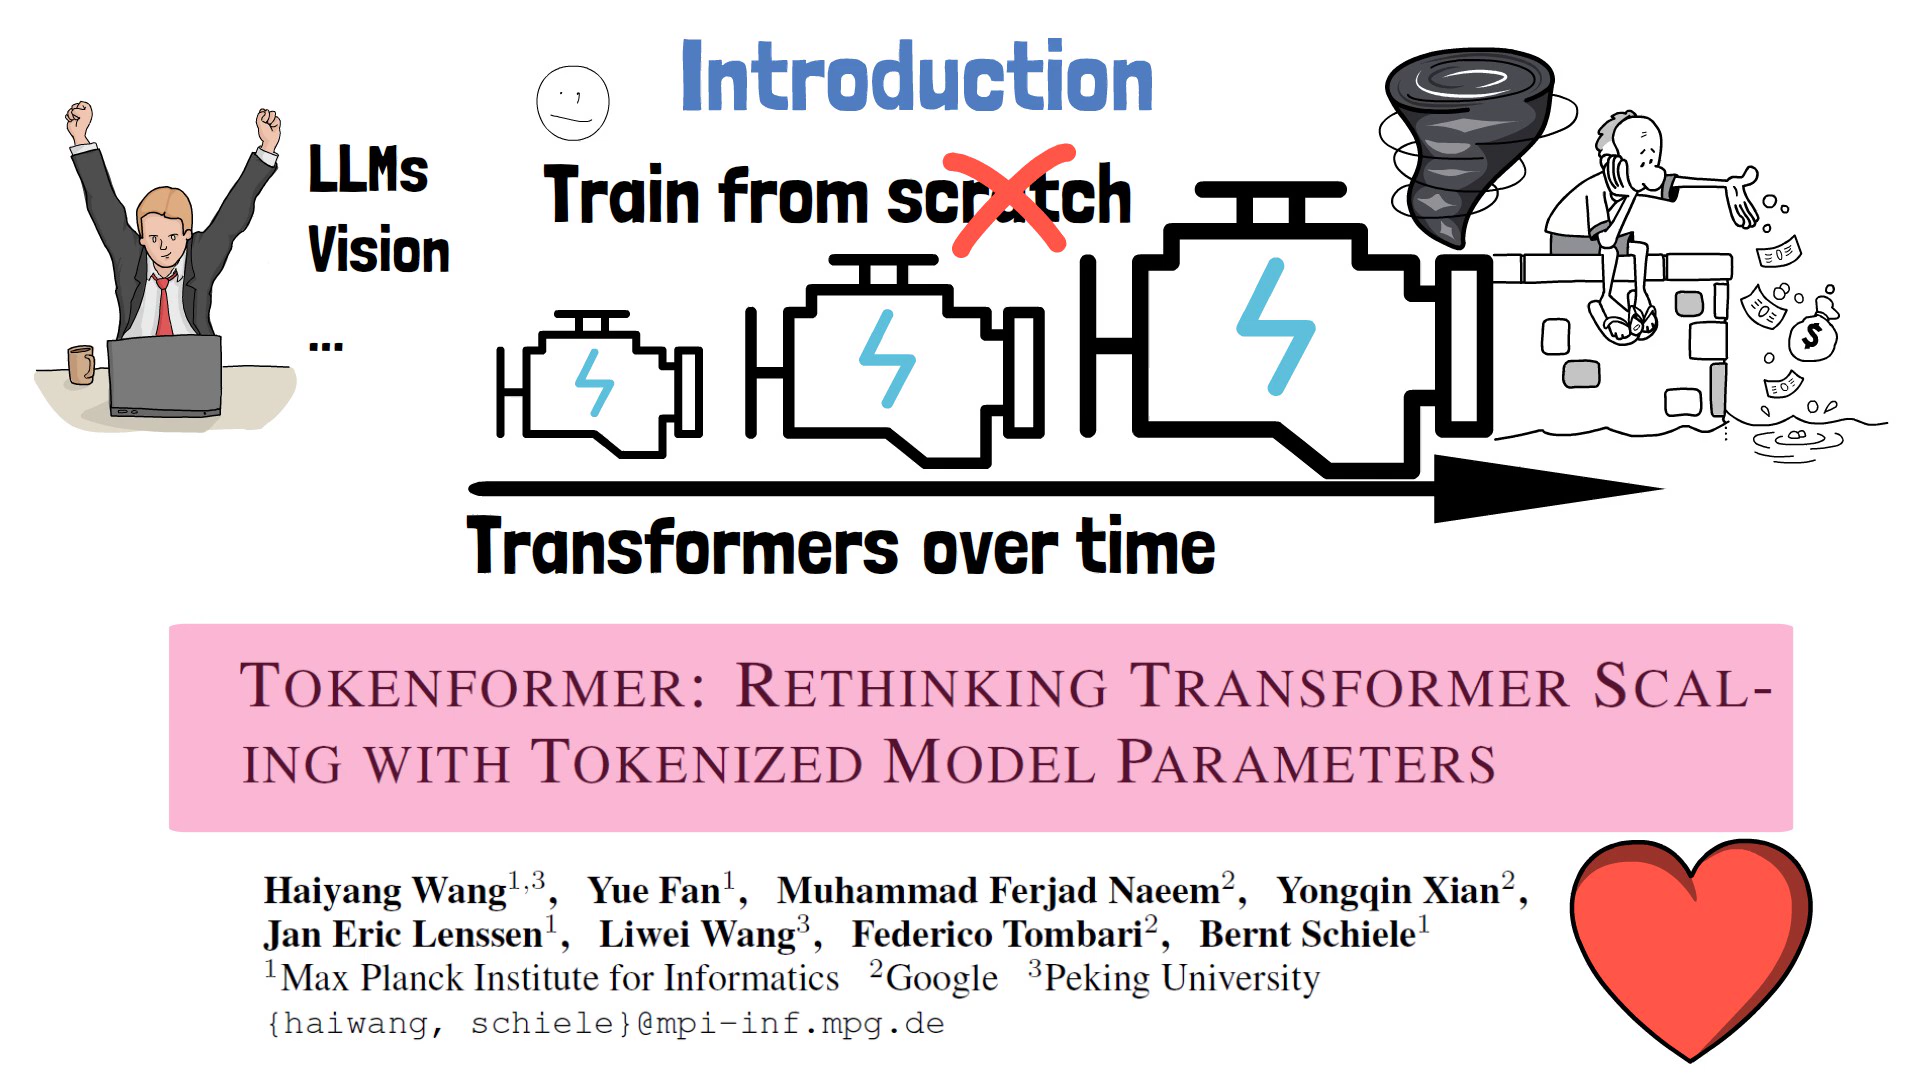 Introduction
LLMs
Vision
...
Train from scratch
$
Transformers over time
TOKENFORMER: RETHINKING TRANSFORMER SCAL-
ING WITH TOKENIZED MODEL PARAMETERS
Haiyang Wang1,3, Yue Fan1, Muhammad Ferjad Naeem2, Yongqin Xian2,
Jan Eric Lenssen1, Liwei Wang3, Federico Tombari2, Bernt Schiele1
1Max Planck Institute for Informatics 2Google 3Peking University
{haiwang, schiele}@mpi-inf.mpg.de